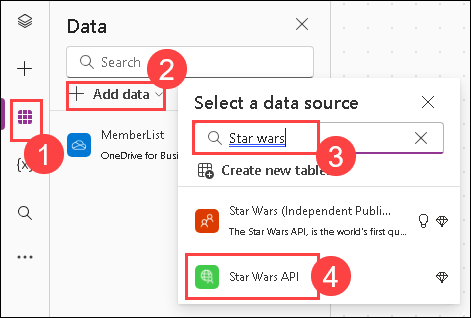 Data
Search
2
Add data
1
{x}
MemberList
OneDrive for Busi
Select a data source
Star wars
3
Create new table
Star Wars (Independent Publi...
The Star Wars API, is the world's first qu...
4
Star Wars API